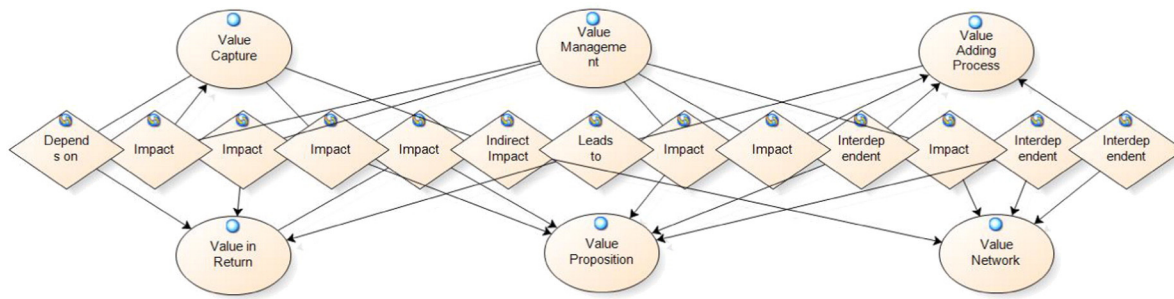 Value
Capture
Value
Manageme
nt
Value
Adding
Process
Depend
s on
Impact
Impact
Impact
Impact
Indirect
Impact
Leads
to
Impact
Impact
Interdep
endent
Impact
Interdep
endent
Interdep
endent
Value in
Return
Value
Proposition
Value
Network